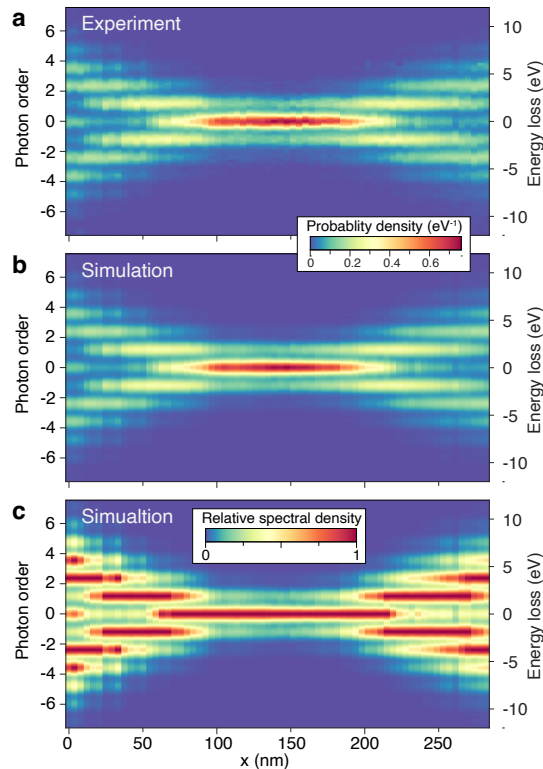 a
Experiment
Photon order
6
4
2
0
-2
-4
-6
10
5
0
-5
-10
Energy loss (eV)
Probablity density (eV⁻¹)
0 0.2 0.4 0.6
b
Simulation
Photon order
6
4
2
0
-2
-4
-6
10
5
0
-5
-10
Energy loss (eV)
c
Simualtion
Relative spectral density
0 1
Photon order
6
4
2
0
-2
-4
-6
10
5
0
-5
-10
Energy loss (eV)
0 50 100 150 200 250
x (nm)